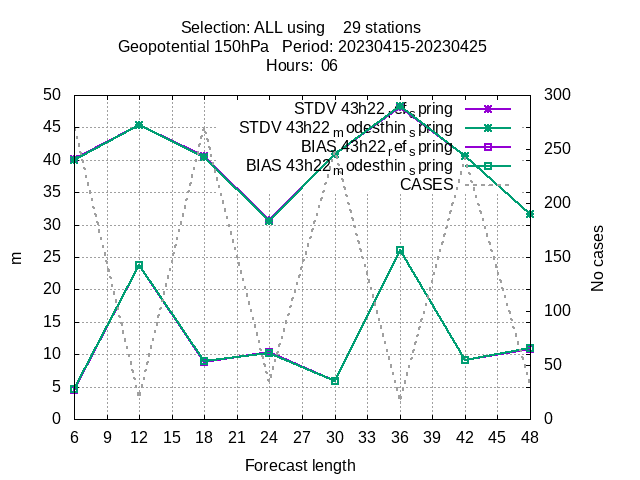 Selection: ALL using    29 stations
Geopotential 150hPa   Period: 20230415-20230425
Hours:  06
STDV 43h22_ref_spring
STDV 43h22_modesthin_spring
BIAS 43h22_ref_spring
BIAS 43h22_modesthin_spring
CASES
50
45
40
35
30
25
20
15
10
5
0
m
300
250
200
150
100
50
0
No cases
6 9 12 15 18 21 24 27 30 33 36 39 42 45 48
Forecast length